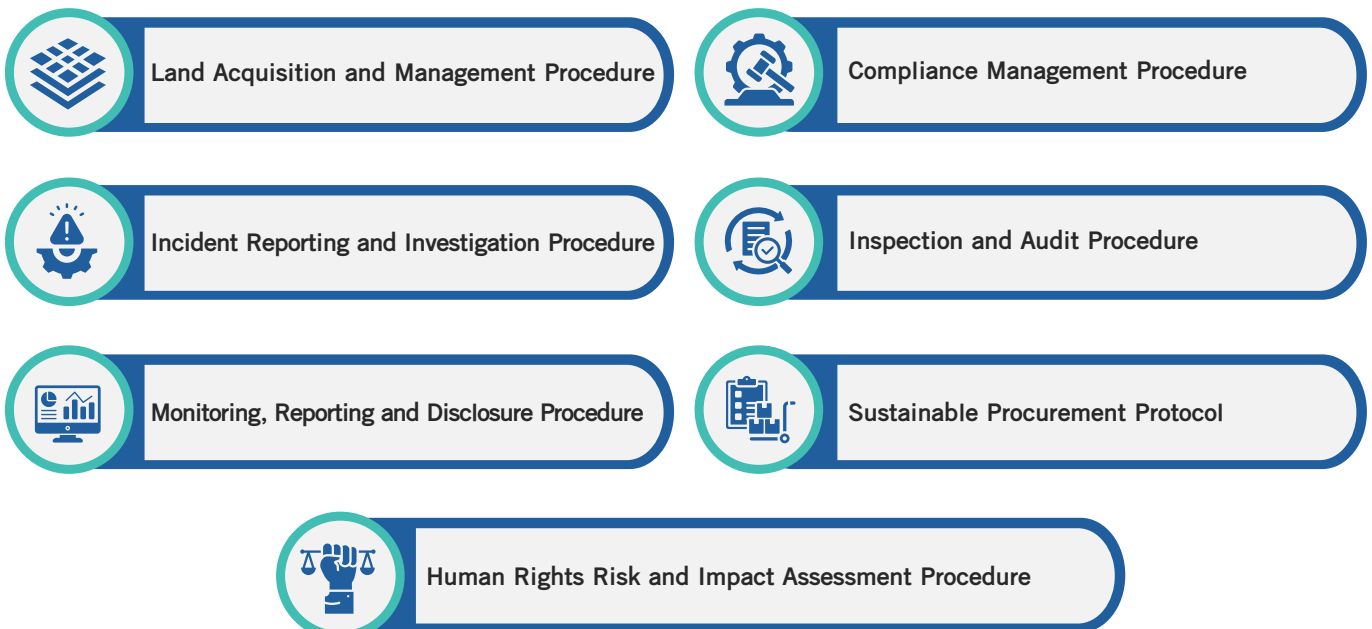 Land Acquisition and Management Procedure
Compliance Management Procedure
Incident Reporting and Investigation Procedure
Inspection and Audit Procedure
Monitoring, Reporting and Disclosure Procedure
Sustainable Procurement Protocol
Human Rights Risk and Impact Assessment Procedure